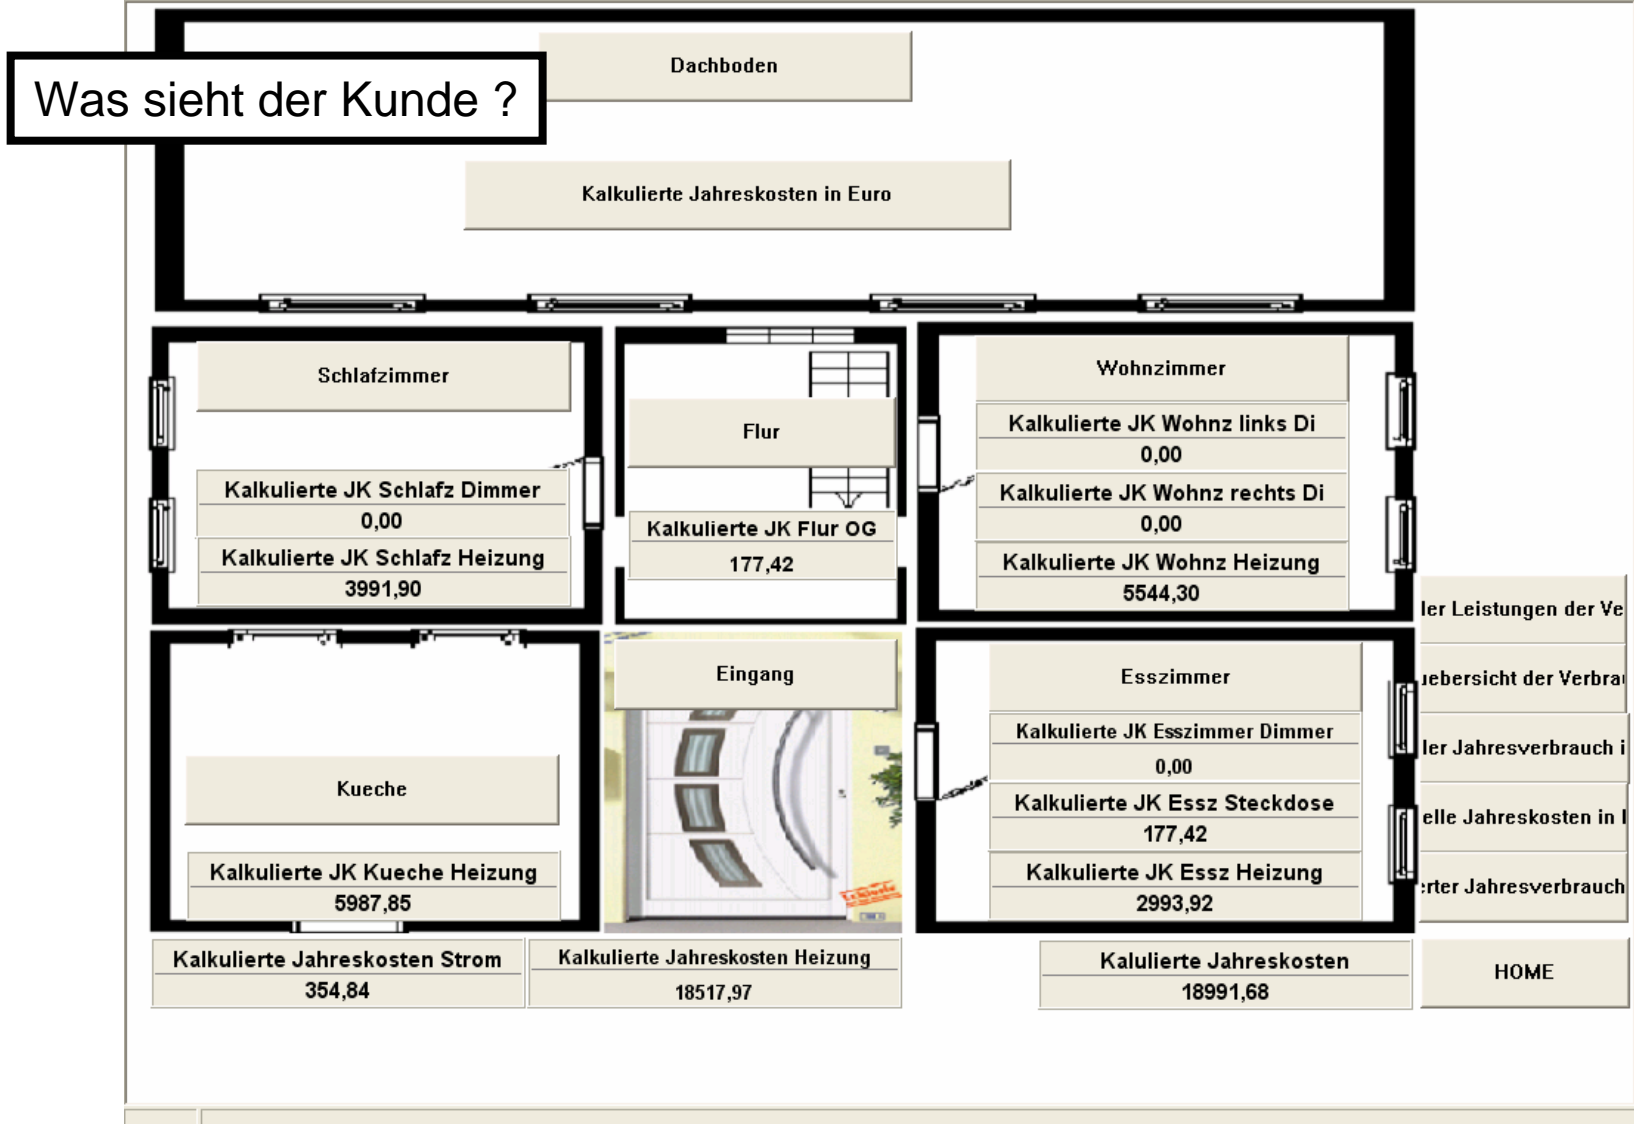 Was sieht der Kunde ?
Dachboden
Kalkulierte Jahreskosten in Euro
Schlafzimmer
Kalkulierte JK Schlafz Dimmer
0,00
Kalkulierte JK Schlafz Heizung
3991,90
Flur
Kalkulierte JK Flur OG
177,42
Wohnzimmer
Kalkulierte JK Wohnz links Di
0,00
Kalkulierte JK Wohnz rechts Di
0,00
Kalkulierte JK Wohnz Heizung
5544,30
Kueche
Kalkulierte JK Kueche Heizung
5987,85
Eingang
Esszimmer
Kalkulierte JK Esszimmer Dimmer
0,00
Kalkulierte JK Essz Steckdose
177,42
Kalkulierte JK Essz Heizung
2993,92
ler Leistungen der Ve
uebersicht der Verbrau
ler Jahresverbrauch i
elle Jahreskosten in
rter Jahresverbrauch
Kalkulierte Jahreskosten Strom
354,84
Kalkulierte Jahreskosten Heizung
18517,97
Kalulierte Jahreskosten
18991,68
HOME